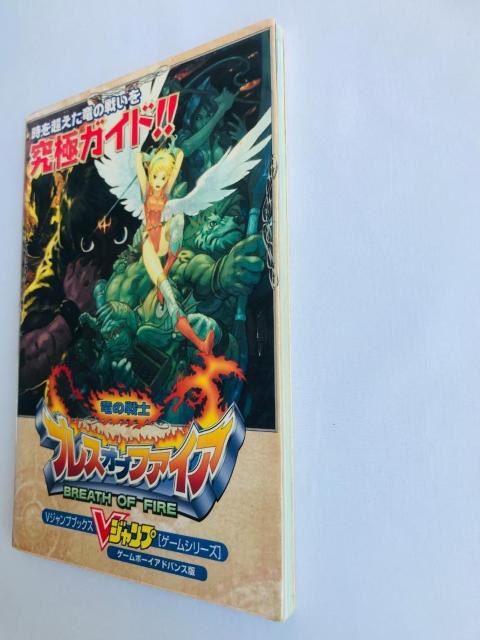 時を超えた竜の戦いを
究極ガイド!!
竜の戦士
ブレスオブファイア
BREATH OF FIRE
Vジャンプブックス Vジャンプ [ゲームシリーズ]
ゲームボーイアドバンス版